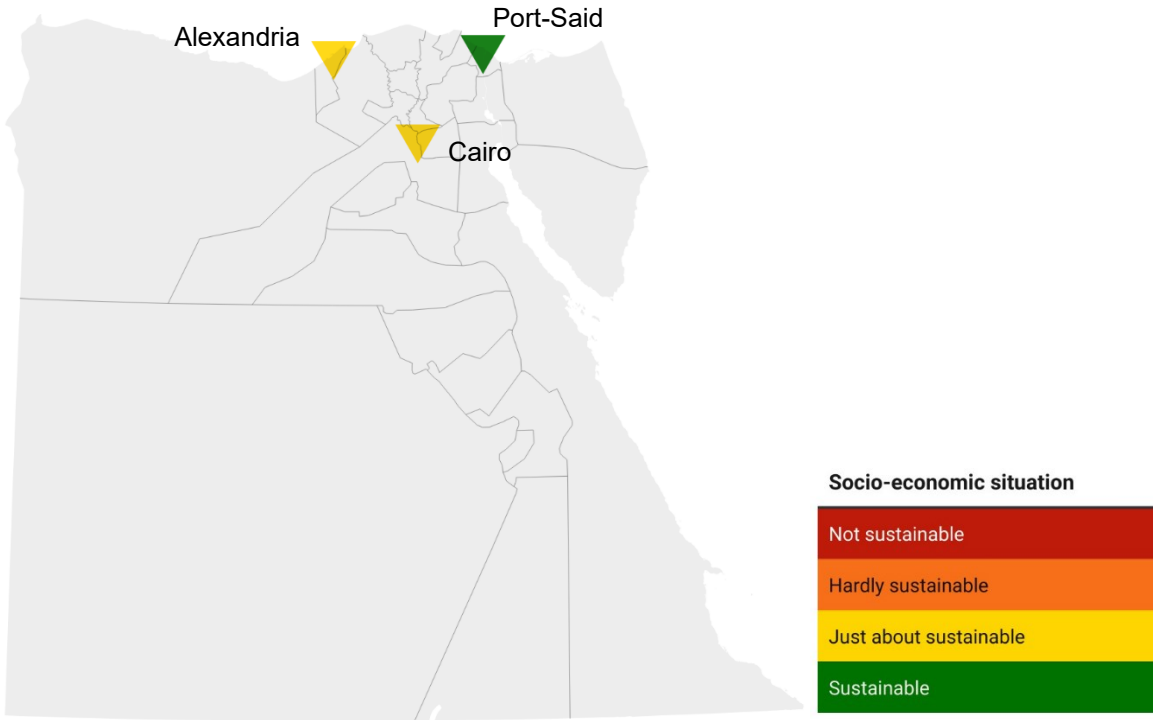 Port-Said
Alexandria
Cairo
Socio-economic situation
Not sustainable
Hardly sustainable
Just about sustainable
Sustainable